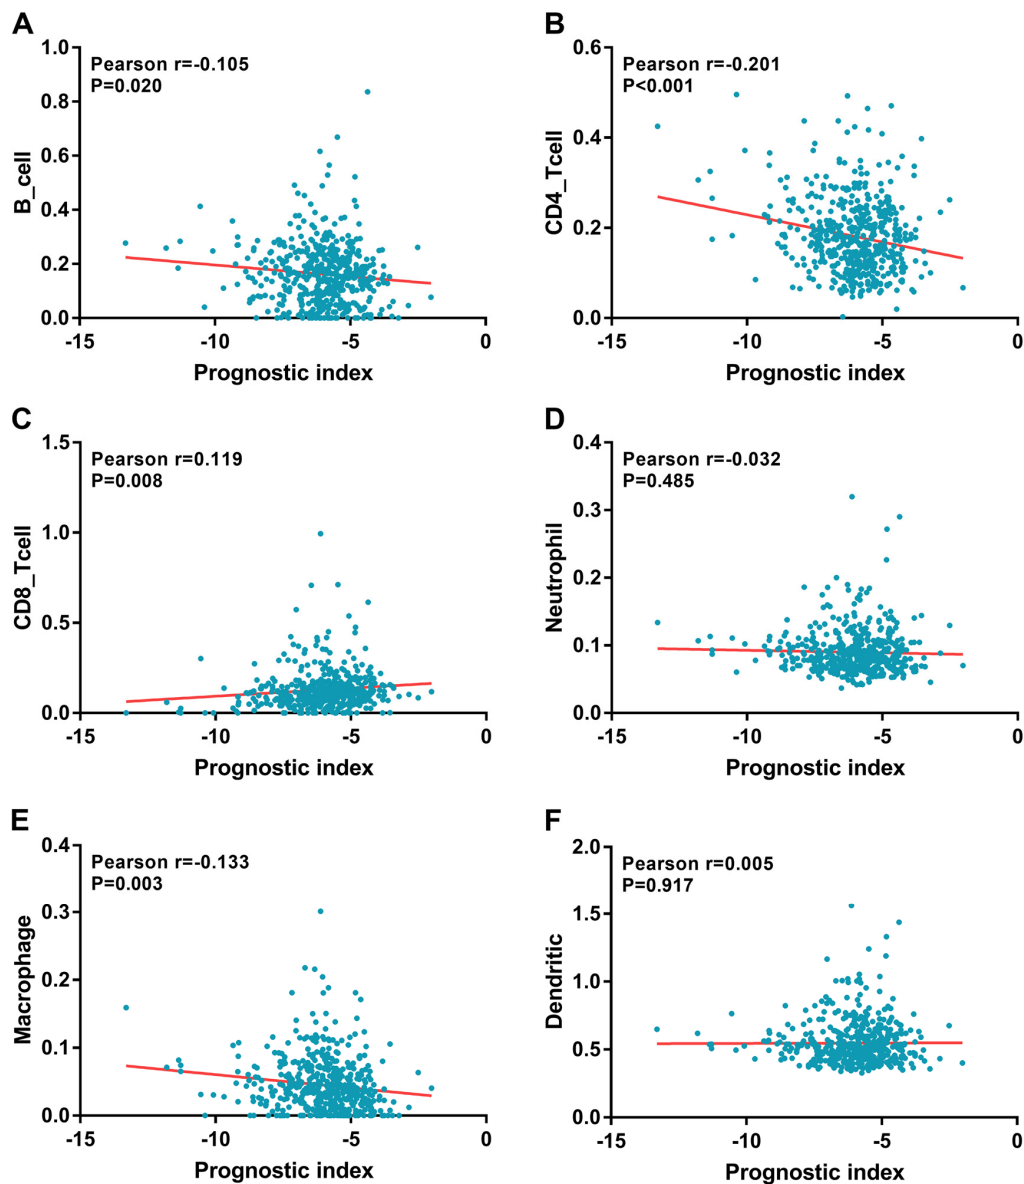 A
Pearson r=-0.105
P=0.020
1.0
0.8
0.6
0.4
0.2
0.0
B_cell
-15
-10
-5
0
Prognostic index
B
Pearson r=-0.201
P<0.001
0.6
0.4
0.2
0.0
CD4_Tcell
-15
-10
-5
0
Prognostic index
C
Pearson r=0.119
P=0.008
1.5
1.0
0.5
0.0
CD8_Tcell
-15
-10
-5
0
Prognostic index
D
Pearson r=-0.032
P=0.485
0.4
0.3
0.2
0.1
0.0
Neutrophil
-15
-10
-5
0
Prognostic index
E
Pearson r=-0.133
P=0.003
0.4
0.3
0.2
0.1
0.0
Macrophage
-15
-10
-5
0
Prognostic index
F
Pearson r=0.005
P=0.917
2.0
1.5
1.0
0.5
0.0
Dendritic
-15
-10
-5
0
Prognostic index